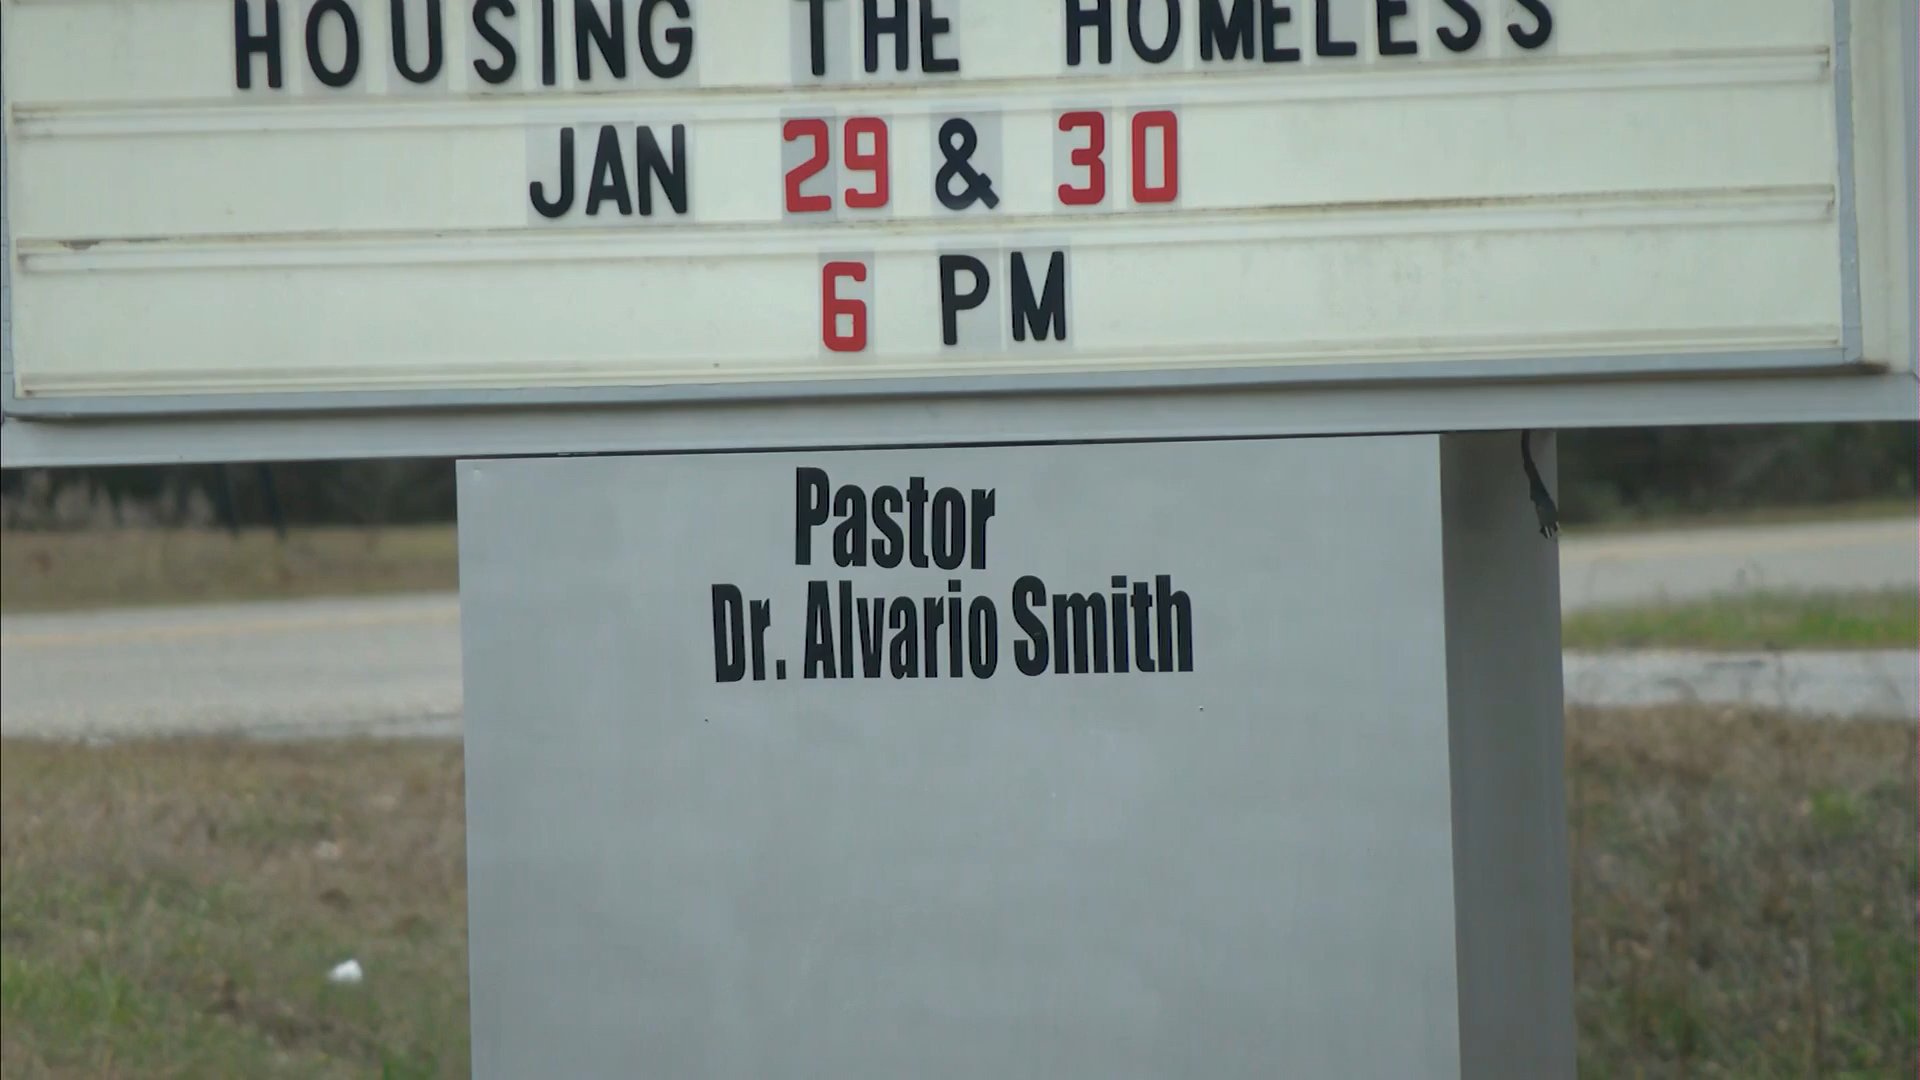 HOUSING THE HOMELESS
JAN 29 & 30
6 PM
Pastor
Dr. Alvario Smith